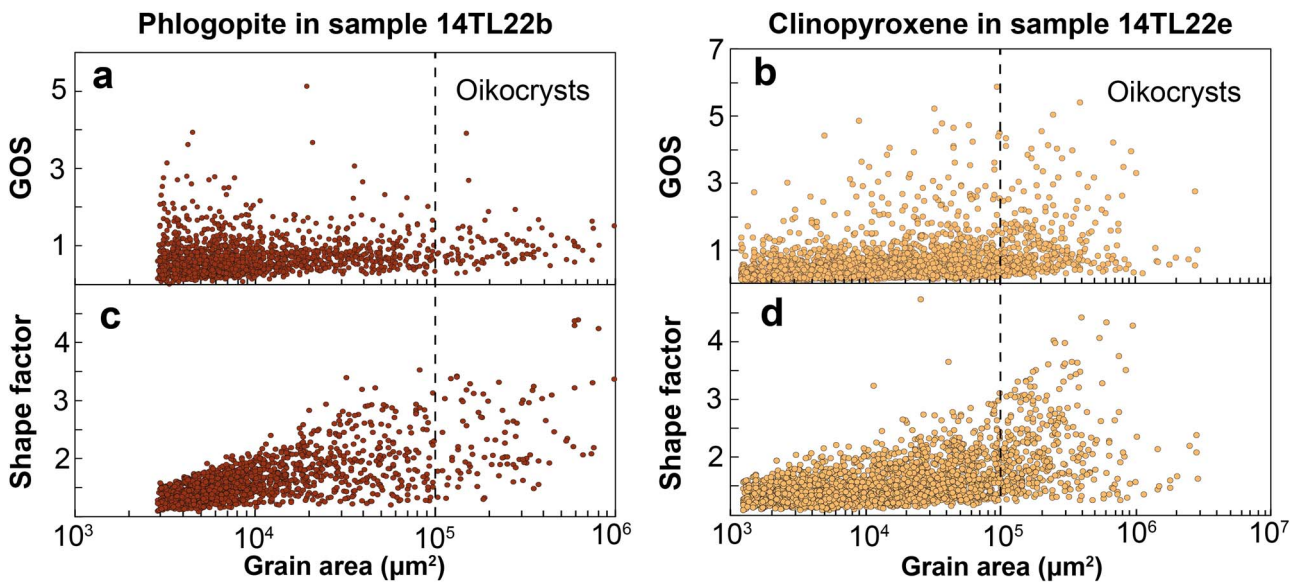 Phlogopite in sample 14TL22b
Clinopyroxene in sample 14TL22e
a
Oikocrysts
5
3
1
GOS
b
Oikocrysts
7
5
3
1
GOS
c
4
3
2
Shape factor
d
4
3
2
Shape factor
10³ 10⁴ 10⁵ 10⁶
Grain area (µm²)
10³ 10⁴ 10⁵ 10⁶ 10⁷
Grain area (µm²)